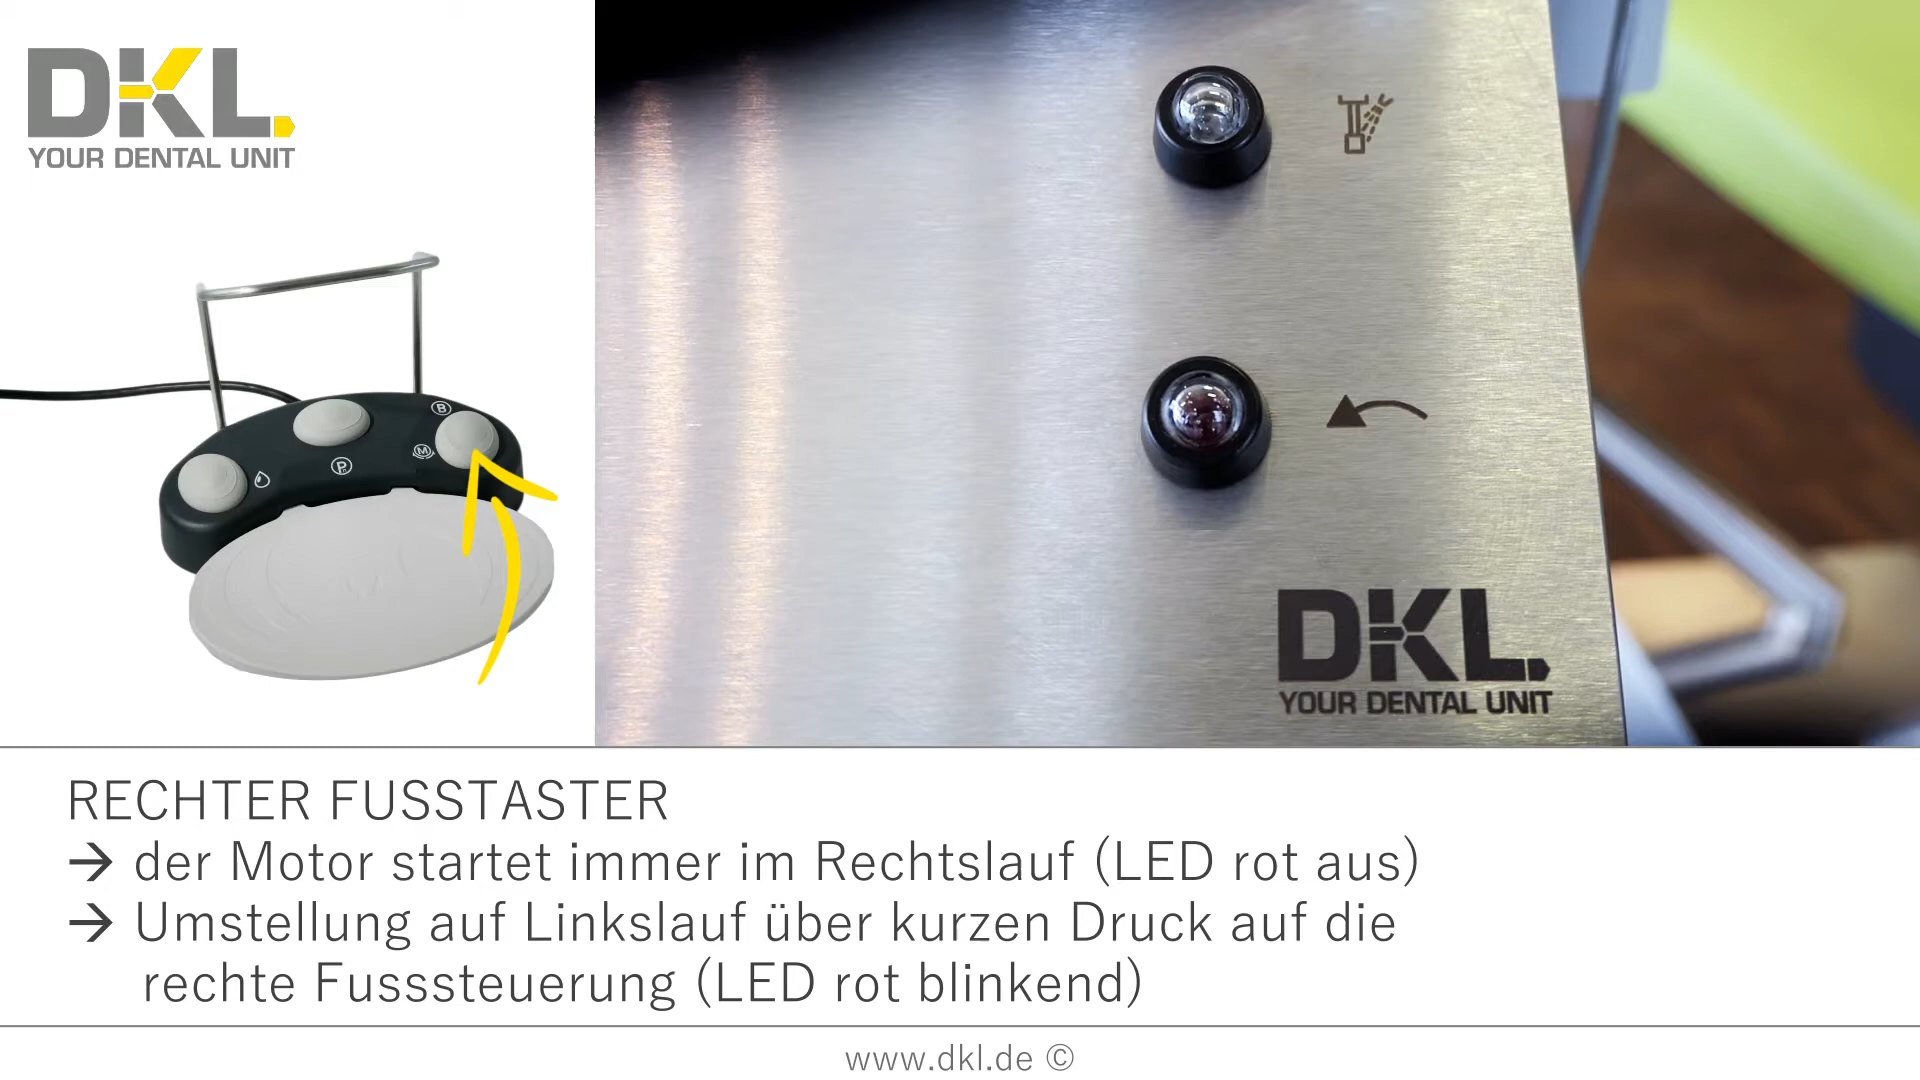 DKL.
YOUR DENTAL UNIT
B
M
P
DKL.
YOUR DENTAL UNIT
RECHTER FUSSTASTER
→ der Motor startet immer im Rechtslauf (LED rot aus)
→ Umstellung auf Linkslauf über kurzen Druck auf die
rechte Fusssteuerung (LED rot blinkend)
www.dkl.de ©